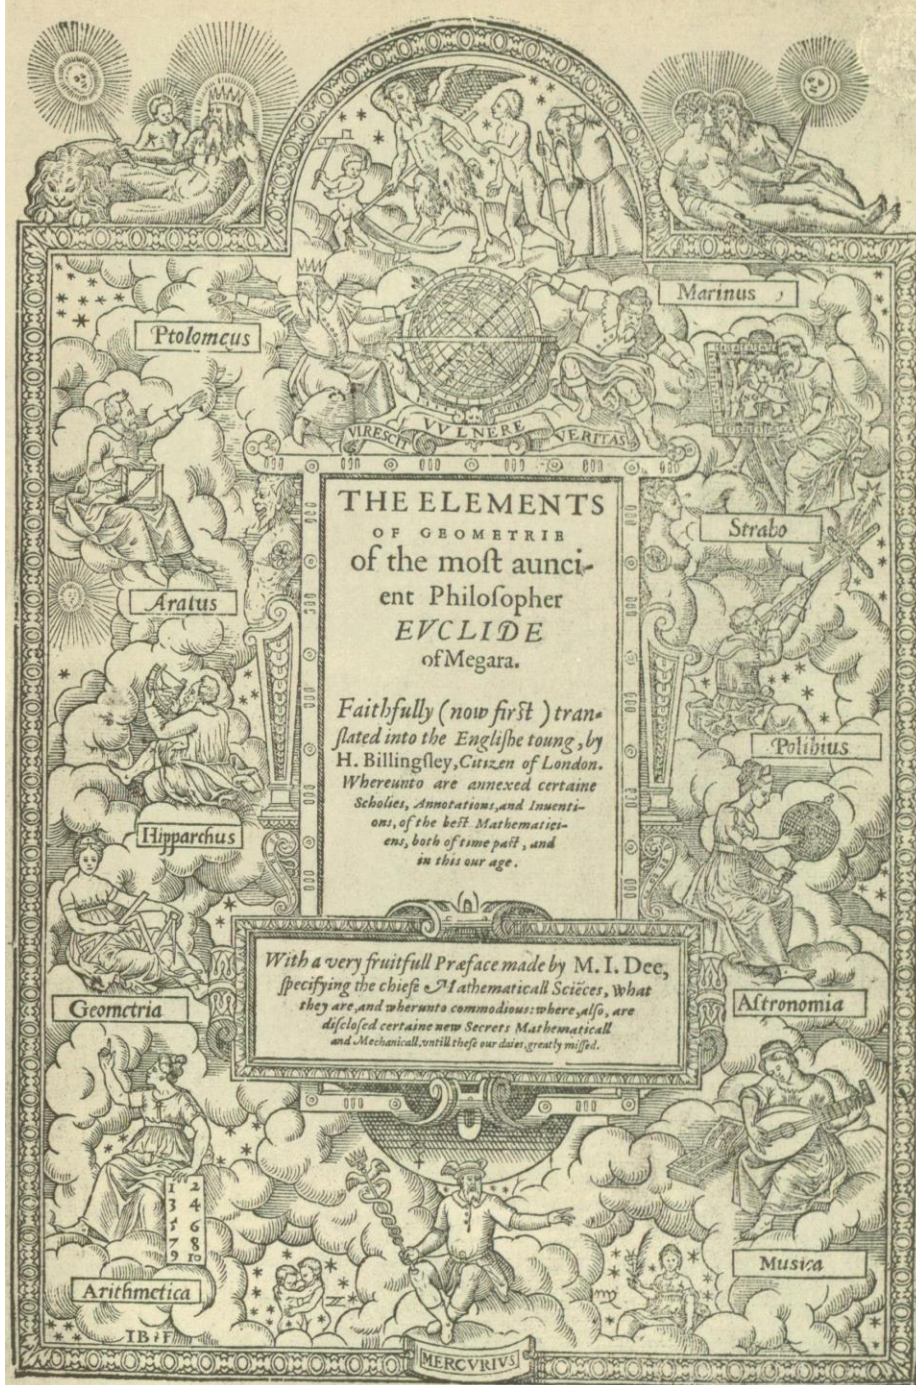 Ptolomęus
Marinus
VIRESCIT VVLNERE VERITAS
Strabo
Aratus
Polibius
Hipparchus
THE ELEMENTS
OF GEOMETRIE
of the moſt aunci-
ent Philoſopher
EVCLIDE
of Megara.
Faithfully (now firſt) tran-
ſlated into the Engliſhe toung, by
H. Billingſley, Citizen of London.
Whereunto are annexed certaine
Scholies, Annotations, and Inuenti-
ons, of the beſt Mathematici-
ens, both of time paſt, and
in this our age.
With a very fruitfull Præface made by M. I. Dee,
ſpecifying the chiefe Mathematicall Sciẽces, what
they are, and wherunto commodious: where, alſo, are
diſcloſed certaine new Secrets Mathematicall
and Mechanicall, vntill theſe our daies, greatly miſſed.
Geometria
Aſtronomia
1 2
3 4
5 6
7 8
9 10
Arithmetica
Musica
IBF
MERCVRIVS